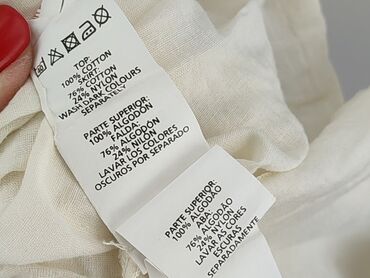 TOP
100% COTTON
SKIRT:
76% COTTON
24% NYLON
WASH DARK COLOURS
SEPARATELY
PARTE SUPERIOR:
100% ALGODÓN
FALDA:
76% ALGODÓN
24% NILÓN
LAVAR LOS COLORES
OSCUROS POR SEPARADO
PARTE SUPERIOR:
100% ALGODÃO
ABA:
76% ALGODÃO
24% NYLON
LAVAR AS CORES
ESCURAS
SEPARADAMENTE